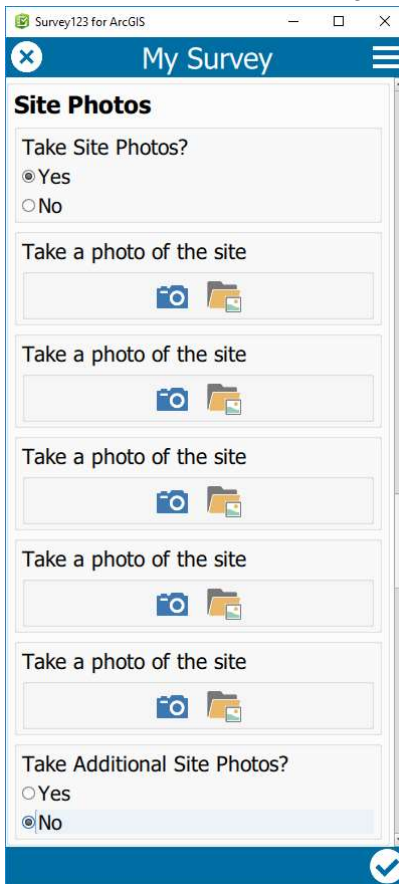 Survey123 for ArcGIS
My Survey
Site Photos
Take Site Photos?
Yes
No
Take a photo of the site
Take a photo of the site
Take a photo of the site
Take a photo of the site
Take a photo of the site
Take Additional Site Photos?
Yes
No